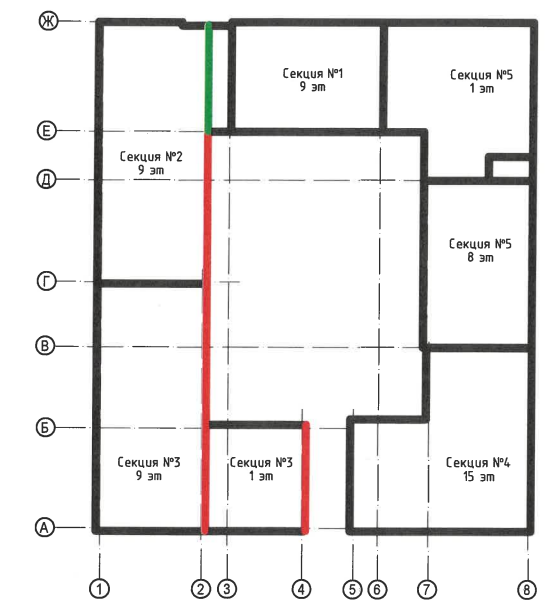 Ж
Секция №1
9 эт
Секция №5
1 эт
Е
Секция №2
9 эт
Д
Секция №5
8 эт
Г
В
Б
Секция №3
9 эт
Секция №3
1 эт
Секция №4
15 эт
А
1 2 3 4 5 6 7 8